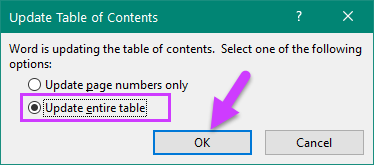 Update Table of Contents
Word is updating the table of contents. Select one of the following
options:
Update page numbers only
Update entire table
OK Cancel